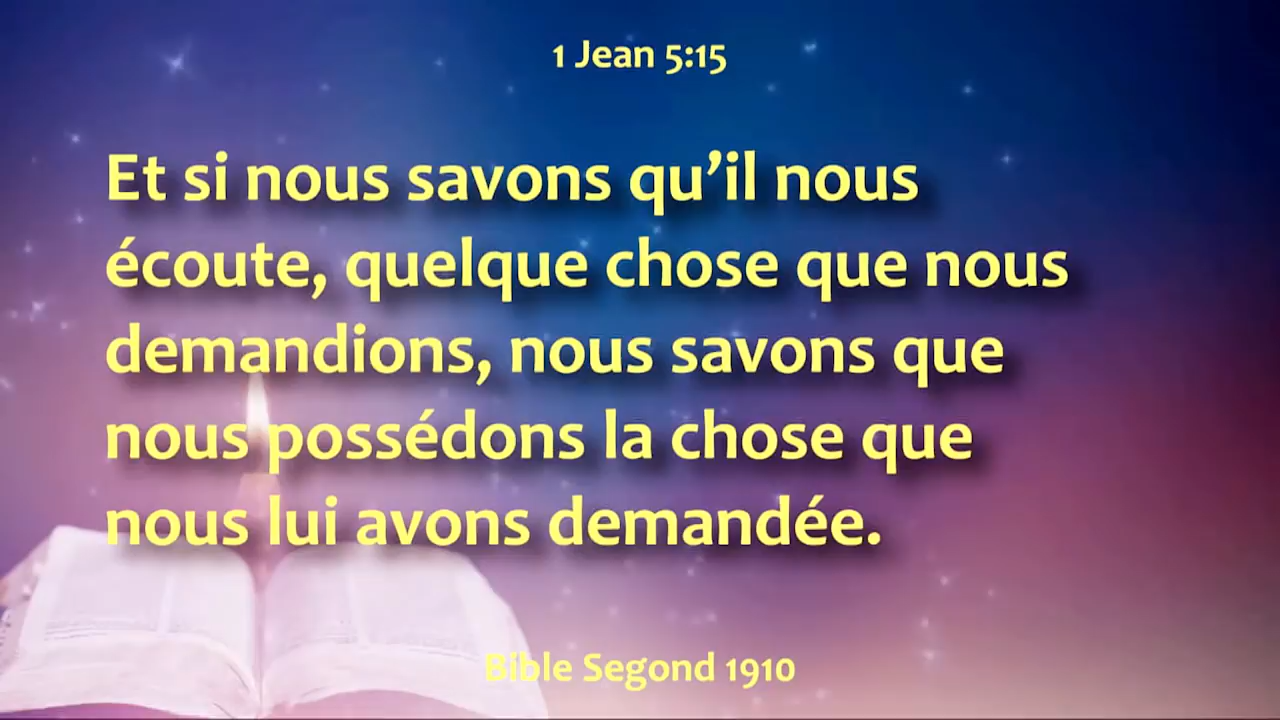 1 Jean 5:15
Et si nous savons qu’il nous
écoute, quelque chose que nous
demandions, nous savons que
nous possédons la chose que
nous lui avons demandée.
Bible Segond 1910